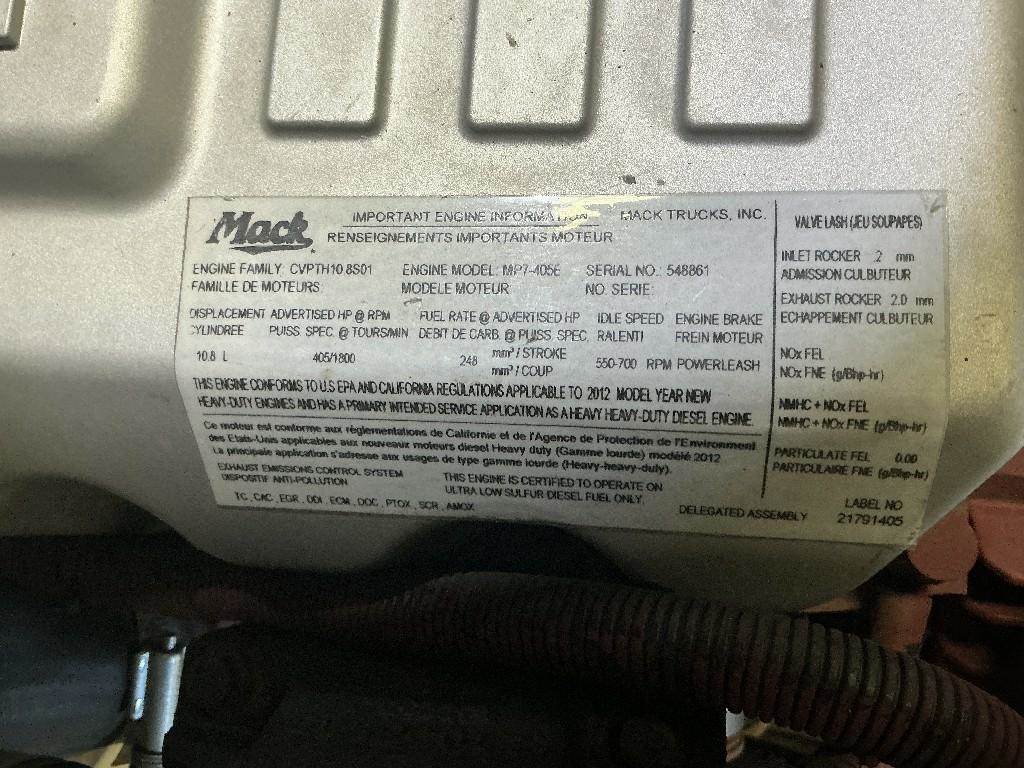 Mack IMPORTANT ENGINE INFORMATION MACK TRUCKS, INC.
RENSEIGNEMENTS IMPORTANTS MOTEUR
ENGINE FAMILY: CVPTH10.8S01 ENGINE MODEL: MP7-405E SERIAL NO.: 548861
FAMILLE DE MOTEURS: MODELE MOTEUR NO. SERIE:
DISPLACEMENT ADVERTISED HP @ RPM FUEL RATE @ ADVERTISED HP IDLE SPEED ENGINE BRAKE
CYLINDREE PUISS. SPEC. @ TOURS/MIN DEBIT DE CARB. @ PUISS. SPEC. RALENTI FREIN MOTEUR
10.8 L 405/1800 248 mm³ / STROKE 550-700 RPM POWERLEASH
mm³ / COUP
THIS ENGINE CONFORMS TO U.S EPA AND CALIFORNIA REGULATIONS APPLICABLE TO 2012 MODEL YEAR NEW
HEAVY-DUTY ENGINES AND HAS A PRIMARY INTENDED SERVICE APPLICATION AS A HEAVY HEAVY-DUTY DIESEL ENGINE.
Ce moteur est conforme aux réglementations de Californie et de l'Agence de Protection de l'Environment
des Etats-Unis applicables aux nouveaux moteurs diesel Heavy duty (Gamme lourde) modélé 2012
La principale application s'adresse aux usages de type gamme lourde (Heavy-heavy-duty).
EXHAUST EMISSIONS CONTROL SYSTEM THIS ENGINE IS CERTIFIED TO OPERATE ON
DISPOSITIF ANTI-POLLUTION ULTRA LOW SULFUR DIESEL FUEL ONLY.
TC , CAC , EGR , DDI , ECM , DOC , PTOX , SCR , AMOX
DELEGATED ASSEMBLY
VALVE LASH (JEU SOUPAPES)
INLET ROCKER .2 mm
ADMISSION CULBUTEUR
EXHAUST ROCKER 2.0 mm
ECHAPPEMENT CULBUTEUR
NOx FEL
NOx FNE (g/Bhp-hr)
NMHC + NOx FEL
NMHC + NOx FNE (g/Bhp-hr)
PARTICULATE FEL 0.00
PARTICULAIRE FNE (g/Bhp-hr)
LABEL NO
21791405